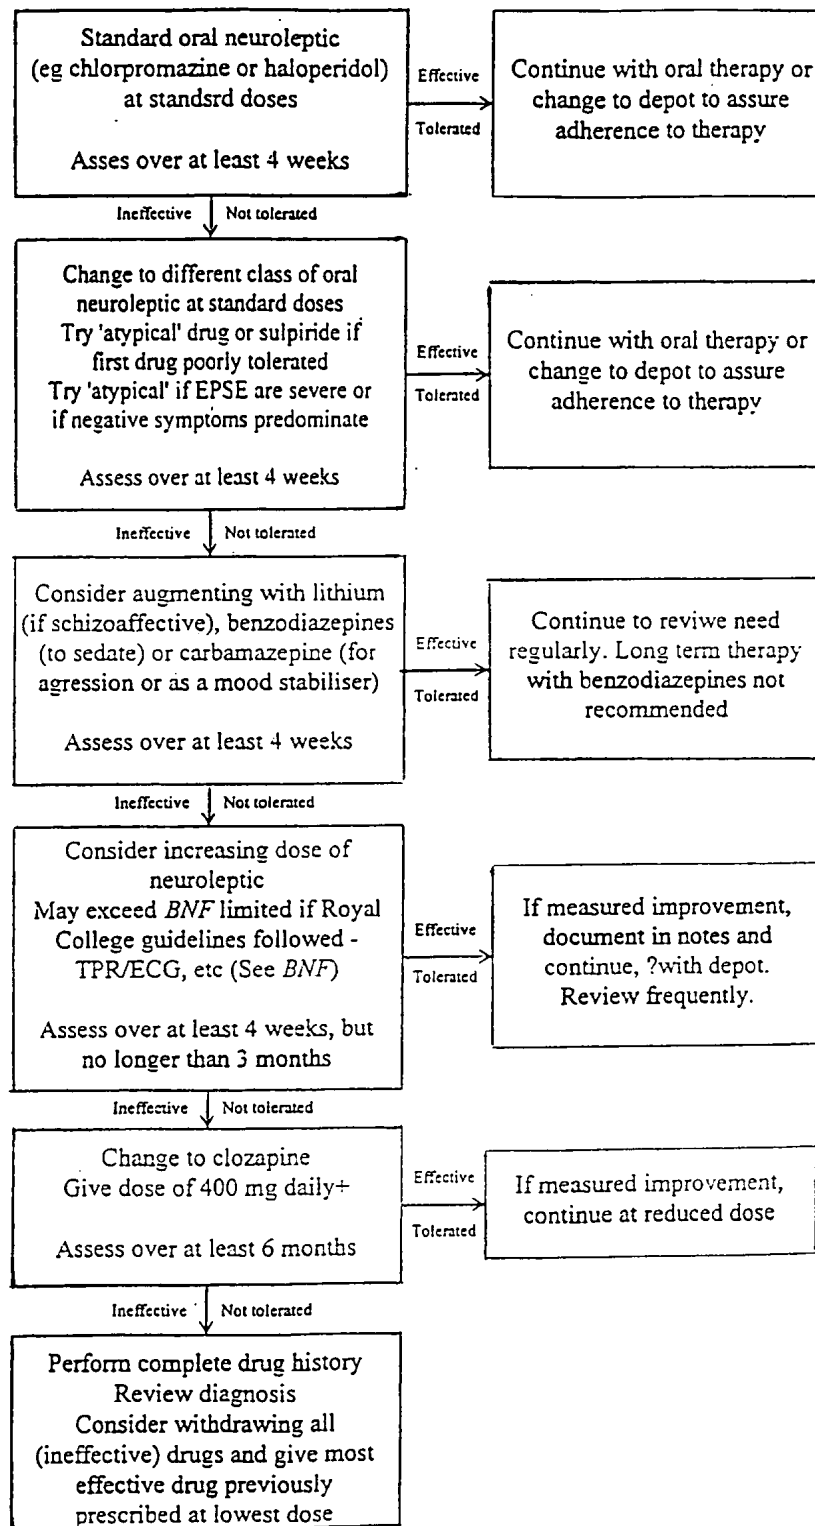 Standard oral neuroleptic
(eg chlorpromazine or haloperidol)
at standsrd doses
Asses over at least 4 weeks
Effective
Tolerated
Continue with oral therapy or
change to depot to assure
adherence to therapy
Ineffective Not tolerated
Change to different class of oral
neuroleptic at standard doses
Try 'atypical' drug or sulpiride if
first drug poorly tolerated
Try 'atypical' if EPSE are severe or
if negative symptoms predominate
Assess over at least 4 weeks
Effective
Tolerated
Continue with oral therapy or
change to depot to assure
adherence to therapy
Ineffective Not tolerated
Consider augmenting with lithium
(if schizoaffective), benzodiazepines
(to sedate) or carbamazepine (for
agression or as a mood stabiliser)
Assess over at least 4 weeks
Effective
Tolerated
Continue to reviwe need
regularly. Long term therapy
with benzodiazepines not
recommended
Ineffective Not tolerated
Consider increasing dose of
neuroleptic
May exceed BNF limited if Royal
College guidelines followed -
TPR/ECG, etc (See BNF)
Assess over at least 4 weeks, but
no longer than 3 months
Effective
Tolerated
If measured improvement,
document in notes and
continue, ?with depot.
Review frequently.
Ineffective Not tolerated
Change to clozapine
Give dose of 400 mg daily+
Assess over at least 6 months
Effective
Tolerated
If measured improvement,
continue at reduced dose
Ineffective Not tolerated
Perform complete drug history
Review diagnosis
Consider withdrawing all
(ineffective) drugs and give most
effective drug previously
prescribed at lowest dose